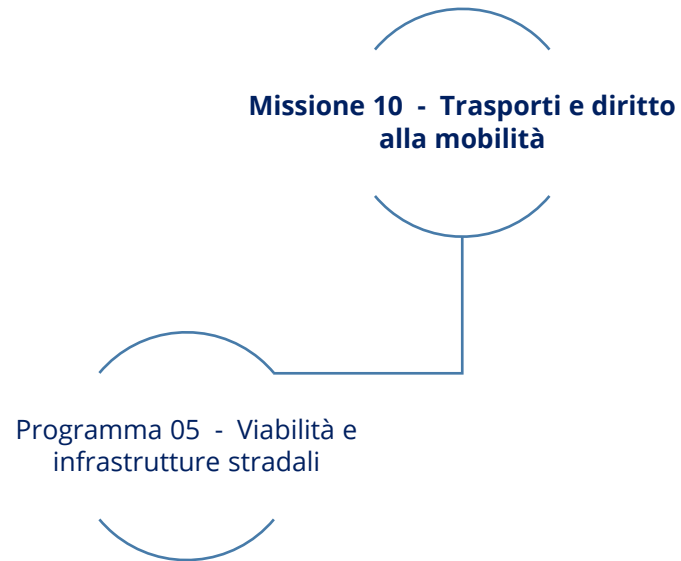 Missione 10 - Trasporti e diritto
alla mobilità
Programma 05 - Viabilità e
infrastrutture stradali